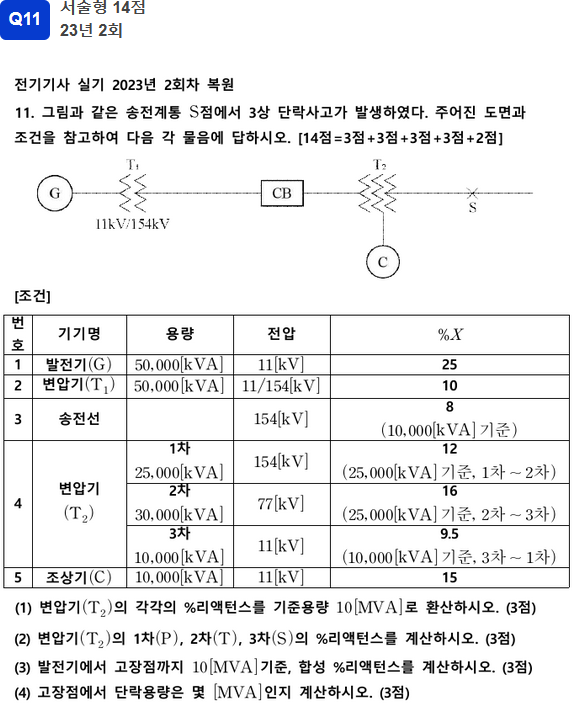 Q11
서술형 14점
23년 2회
전기기사 실기 2023년 2회차 복원
11. 그림과 같은 송전계통 S점에서 3상 단락사고가 발생하였다. 주어진 도면과
조건을 참고하여 다음 각 물음에 답하시오. [14점=3점+3점+3점+3점+2점]
T₁ T₂
G CB S
11kV/154kV
C
[조건]
번호 기기명 용량 전압 %X
1 발전기(G) 50,000[kVA] 11[kV] 25
2 변압기(T₁) 50,000[kVA] 11/154[kV] 10
3 송전선 154[kV] 8
(10,000[kVA] 기준)
4 변압기
(T₂)
1차
25,000[kVA] 154[kV] 12
(25,000[kVA] 기준, 1차 ~ 2차)
2차
30,000[kVA] 77[kV] 16
(25,000[kVA] 기준, 2차 ~ 3차)
3차
10,000[kVA] 11[kV] 9.5
(10,000[kVA] 기준, 3차 ~ 1차)
5 조상기(C) 10,000[kVA] 11[kV] 15
(1) 변압기(T₂)의 각각의 %리액턴스를 기준용량 10[MVA]로 환산하시오. (3점)
(2) 변압기(T₂)의 1차(P), 2차(T), 3차(S)의 %리액턴스를 계산하시오. (3점)
(3) 발전기에서 고장점까지 10[MVA]기준, 합성 %리액턴스를 계산하시오. (3점)
(4) 고장점에서 단락용량은 몇 [MVA]인지 계산하시오. (3점)